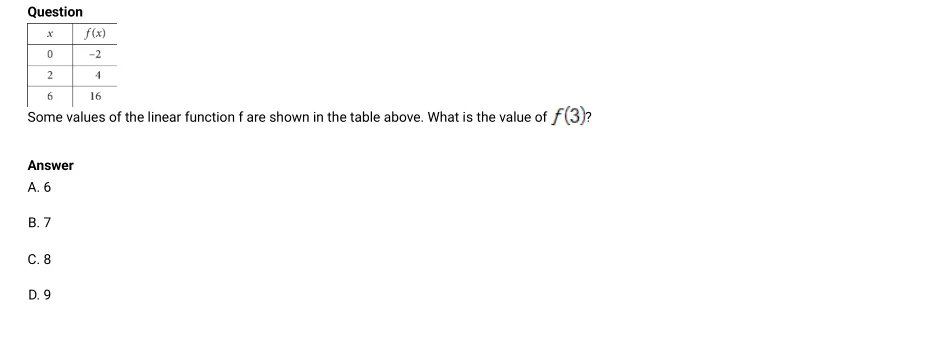 Question
x f(x)
0 −2
2 4
6 16
Some values of the linear function f are shown in the table above. What is the value of f(3)?
Answer
A. 6
B. 7
C. 8
D. 9